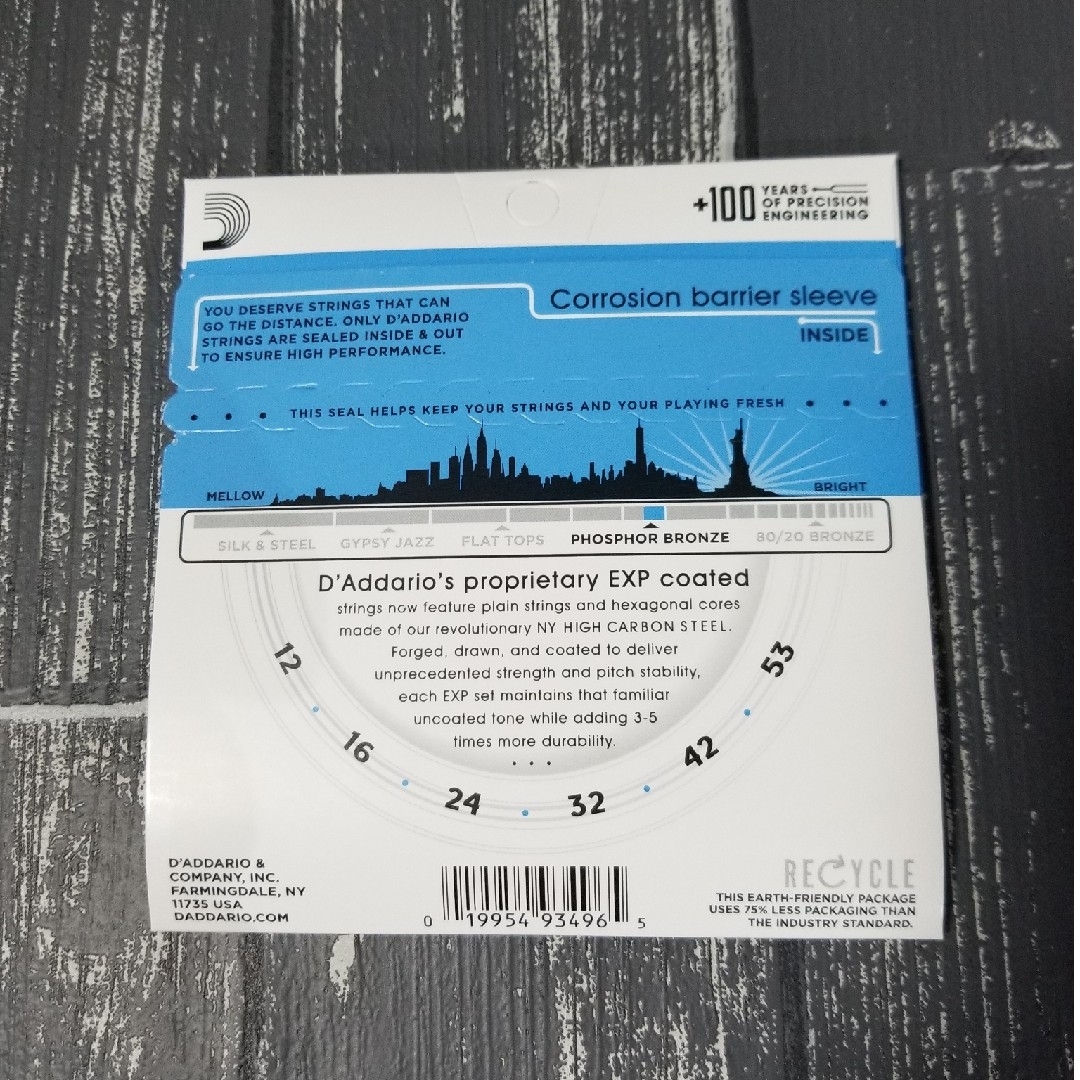 +100 YEARS
OF PRECISION
ENGINEERING
YOU DESERVE STRINGS THAT CAN
GO THE DISTANCE. ONLY D'ADDARIO
STRINGS ARE SEALED INSIDE & OUT
TO ENSURE HIGH PERFORMANCE.
Corrosion barrier sleeve
INSIDE
• • • THIS SEAL HELPS KEEP YOUR STRINGS AND YOUR PLAYING FRESH • • •
MELLOW BRIGHT
SILK & STEEL GYPSY JAZZ FLAT TOPS PHOSPHOR BRONZE 80/20 BRONZE
D'Addario's proprietary EXP coated
strings now feature plain strings and hexagonal cores
made of our revolutionary NY HIGH CARBON STEEL.
Forged, drawn, and coated to deliver
unprecedented strength and pitch stability,
each EXP set maintains that familiar
uncoated tone while adding 3-5
times more durability.
• • •
12 • 16 • 24 • 32 • 42 • 53
D'ADDARIO &
COMPANY, INC.
FARMINGDALE, NY
11735 USA
DADDARIO.COM
0 19954 93496 5
RECYCLE
THIS EARTH-FRIENDLY PACKAGE
USES 75% LESS PACKAGING THAN
THE INDUSTRY STANDARD.